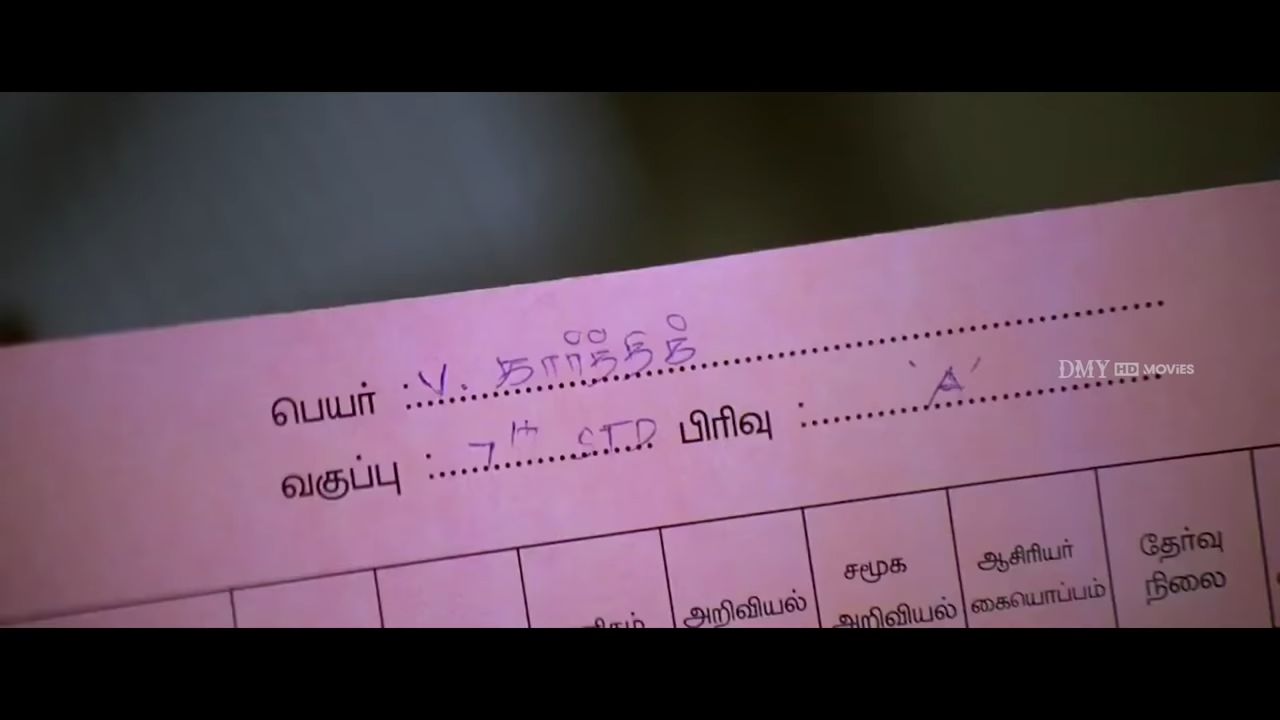 பெயர் : V. கார்த்திக்
வகுப்பு : 7TH STD பிரிவு : 'A'
அறிவியல்
சமூக அறிவியல்
ஆசிரியர் கையொப்பம்
தேர்வு நிலை
DMY HD MOVIES